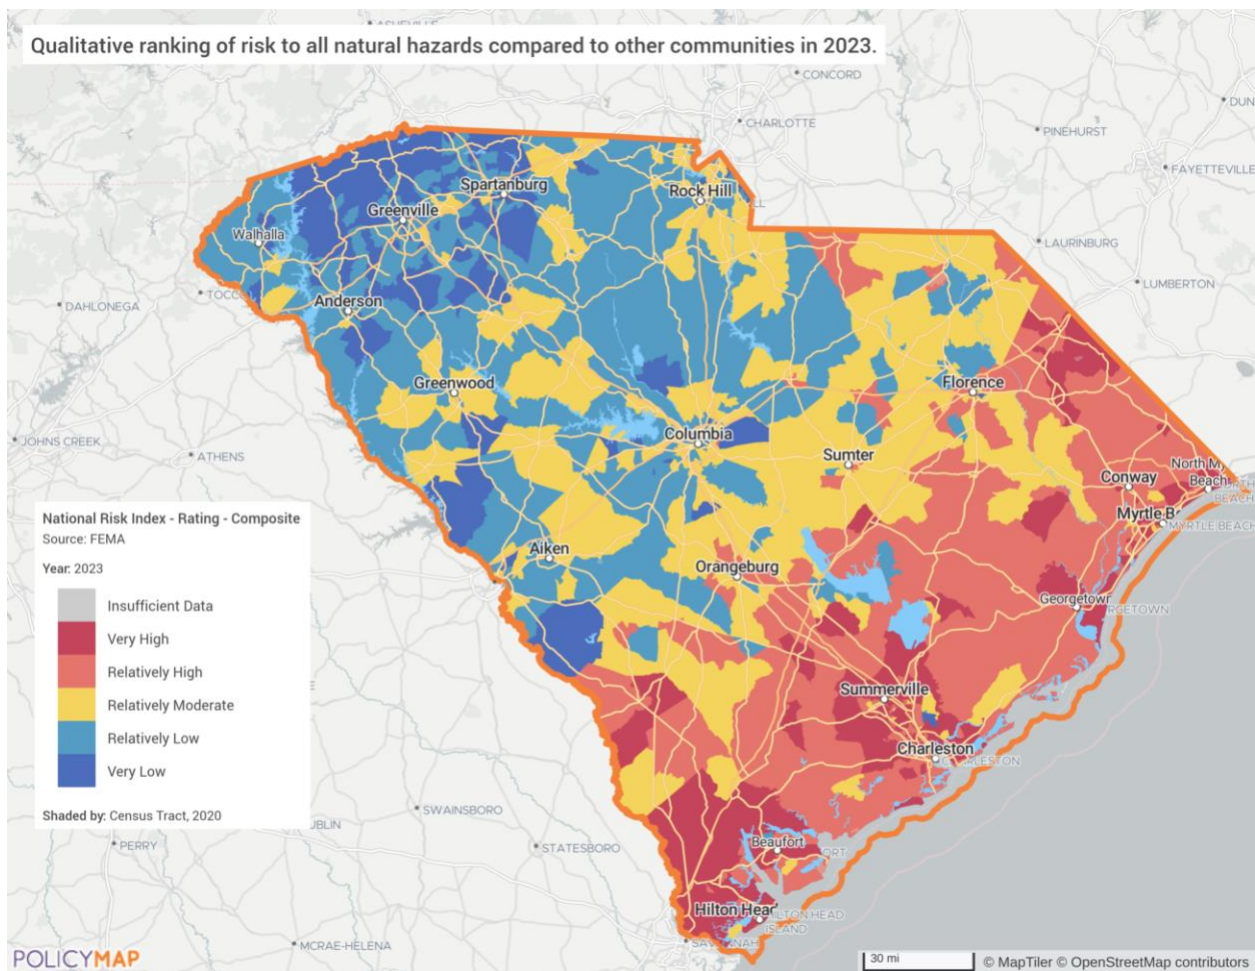 ASHEVILLE
Qualitative ranking of risk to all natural hazards compared to other communities in 2023.
CONCORD
CHARLOTTE
PINEHURST
FAYETTEVILLE
Spartanburg
Rock Hill
Greenville
Walhalla
LAURINBURG
LUMBERTON
DAHLONEGA
Anderson
Greenwood
Florence
JOHNS CREEK
ATHENS
Columbia
Sumter
Conway
North My
Beach
BEACH
MYRTLE BEACH
National Risk Index - Rating - Composite
Source: FEMA
Year: 2023
Insufficient Data
Very High
Relatively High
Relatively Moderate
Relatively Low
Very Low
Shaded by: Census Tract, 2020
Aiken
Orangeburg
Georgetown
Summerville
Charleston
SWAINSBORO
PERRY
STATESBORO
Beaufort
Hilton Head
ISLAND
MCRAE-HELENA
POLICYMAP
30 mi
© MapTiler © OpenStreetMap contributors